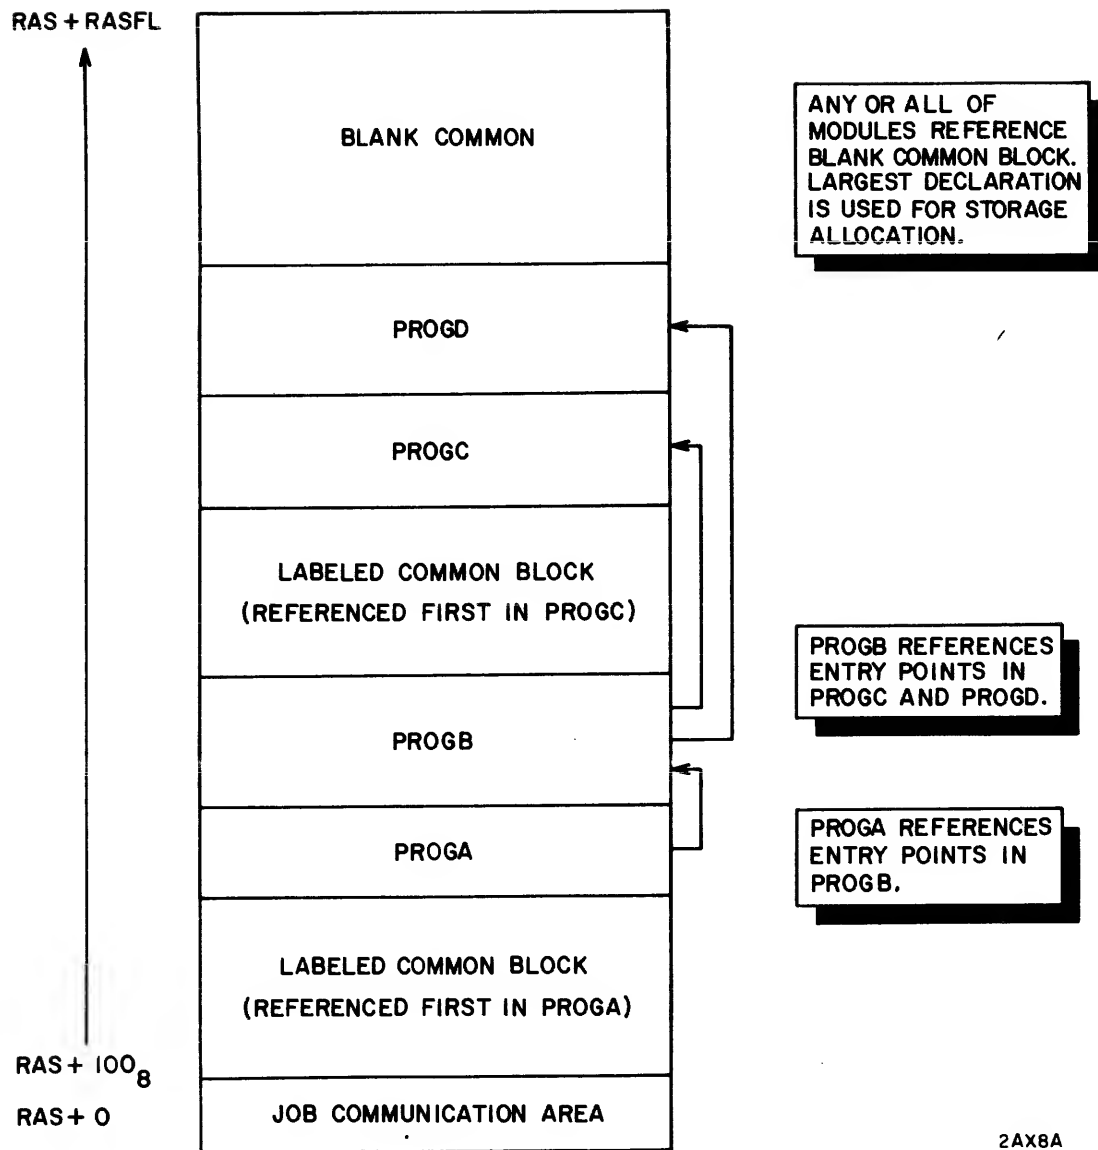 RAS + RASFL
BLANK COMMON
ANY OR ALL OF
MODULES REFERENCE
BLANK COMMON BLOCK.
LARGEST DECLARATION
IS USED FOR STORAGE
ALLOCATION.
PROGD
PROGC
LABELED COMMON BLOCK
(REFERENCED FIRST IN PROGC)
PROGB REFERENCES
ENTRY POINTS IN
PROGC AND PROGD.
PROGB
PROGA REFERENCES
ENTRY POINTS IN
PROGB.
PROGA
LABELED COMMON BLOCK
(REFERENCED FIRST IN PROGA)
RAS + 100₈
RAS + 0
JOB COMMUNICATION AREA
2AX8A